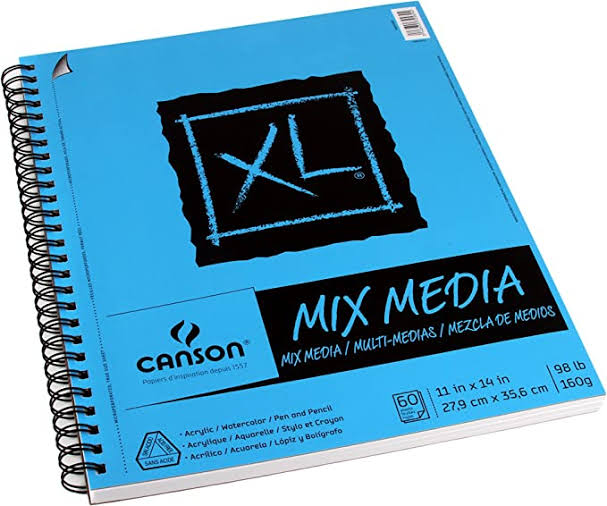 XL®
MIX MEDIA
MIX MEDIA / MULTI-MEDIAS / MEZCLA DE MEDIOS
CANSON®
Papiers d'inspiration depuis 1557
60
11 in x 14 in
27,9 cm x 35,6 cm
98 lb
160g
• Acrylic / Watercolor / Pen and Pencil
• Acrylique / Aquarelle / Stylo et Crayon
• Acrílico / Acuarela / Lápiz y Bolígrafo
SANS ACIDE